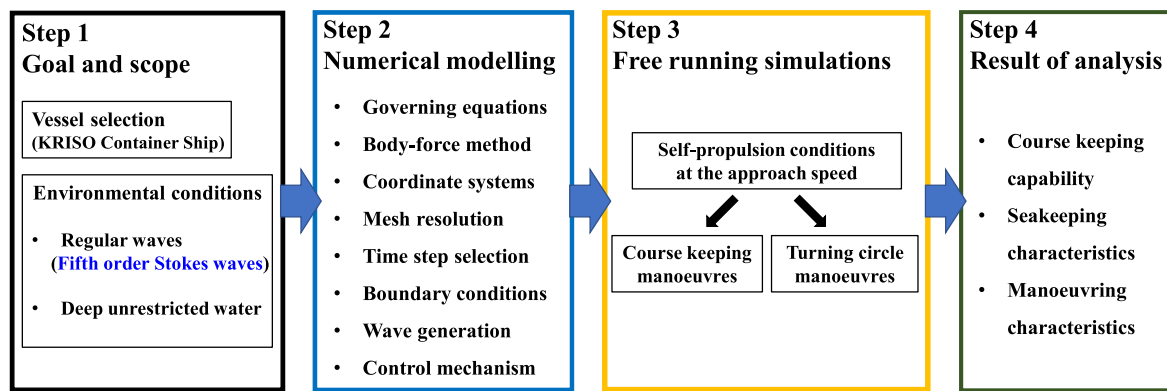 Step 1
Goal and scope
Vessel selection
(KRISO Container Ship)
Environmental conditions
• Regular waves
(Fifth order Stokes waves)
• Deep unrestricted water
Step 2
Numerical modelling
• Governing equations
• Body-force method
• Coordinate systems
• Mesh resolution
• Time step selection
• Boundary conditions
• Wave generation
• Control mechanism
Step 3
Free running simulations
Self-propulsion conditions
at the approach speed
Course keeping
manoeuvres
Turning circle
manoeuvres
Step 4
Result of analysis
• Course keeping
capability
• Seakeeping
characteristics
• Manoeuvring
characteristics